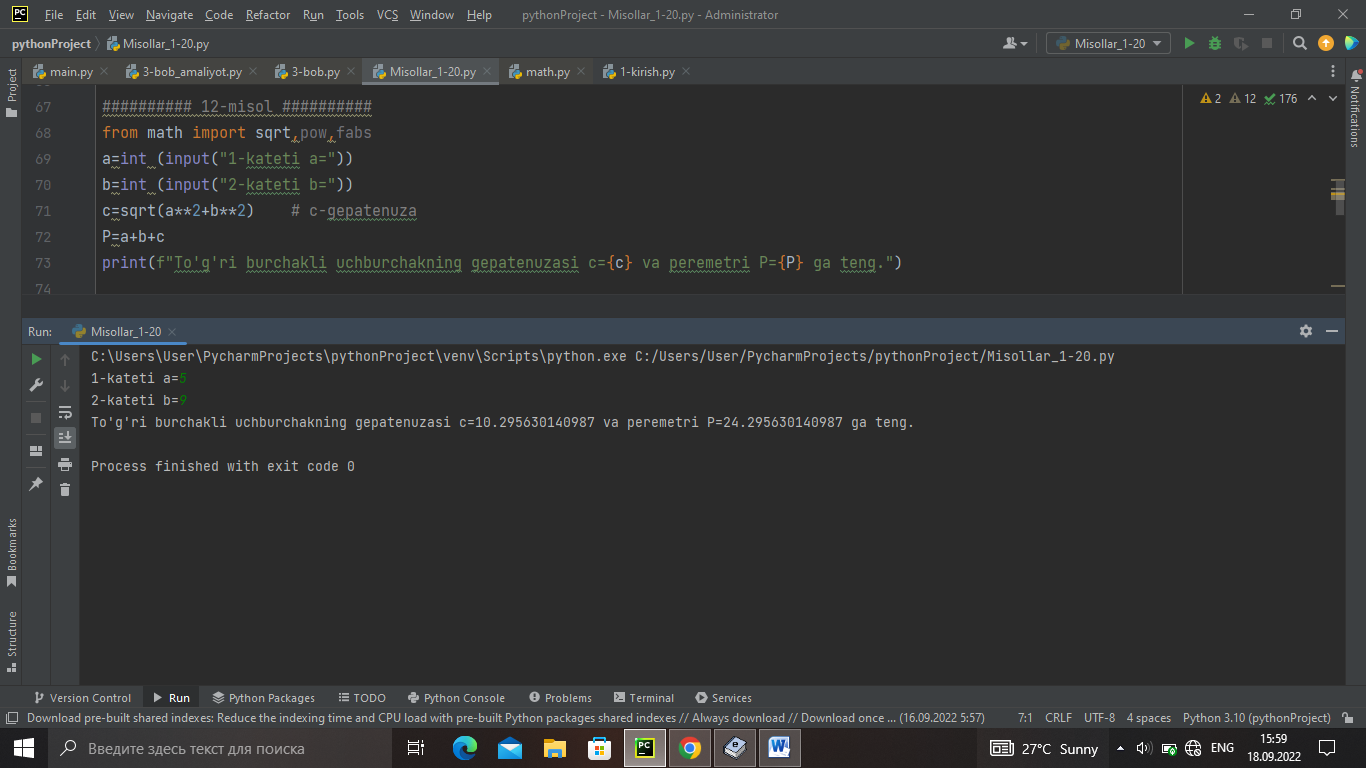 File Edit View Navigate Code Refactor Run Tools VCS Window Help pythonProject - Misollar_1-20.py - Administrator
pythonProject Misollar_1-20.py Misollar_1-20
main.py 3-bob_amaliyot.py 3-bob.py Misollar_1-20.py math.py 1-kirish.py
Project
Notifications
2 12 176
67 ########## 12-misol ##########
68 from math import sqrt,pow,fabs
69 a=int (input("1-kateti a="))
70 b=int (input("2-kateti b="))
71 c=sqrt(a**2+b**2) # c-gepatenuza
72 P=a+b+c
73 print(f"To'g'ri burchakli uchburchakning gepatenuzasi c={c} va peremetri P={P} ga teng.")
74
Run: Misollar_1-20
C:\Users\User\PycharmProjects\pythonProject\venv\Scripts\python.exe C:/Users/User/PycharmProjects/pythonProject/Misollar_1-20.py
1-kateti a=5
2-kateti b=9
To'g'ri burchakli uchburchakning gepatenuzasi c=10.295630140987 va peremetri P=24.295630140987 ga teng.
Process finished with exit code 0
Bookmarks
Structure
Version Control Run Python Packages TODO Python Console Problems Terminal Services
Download pre-built shared indexes: Reduce the indexing time and CPU load with pre-built Python packages shared indexes // Always download // Download once ... (16.09.2022 5:57) 7:1 CRLF UTF-8 4 spaces Python 3.10 (pythonProject)
Введите здесь текст для поиска 27°C Sunny ENG 15:59
18.09.2022